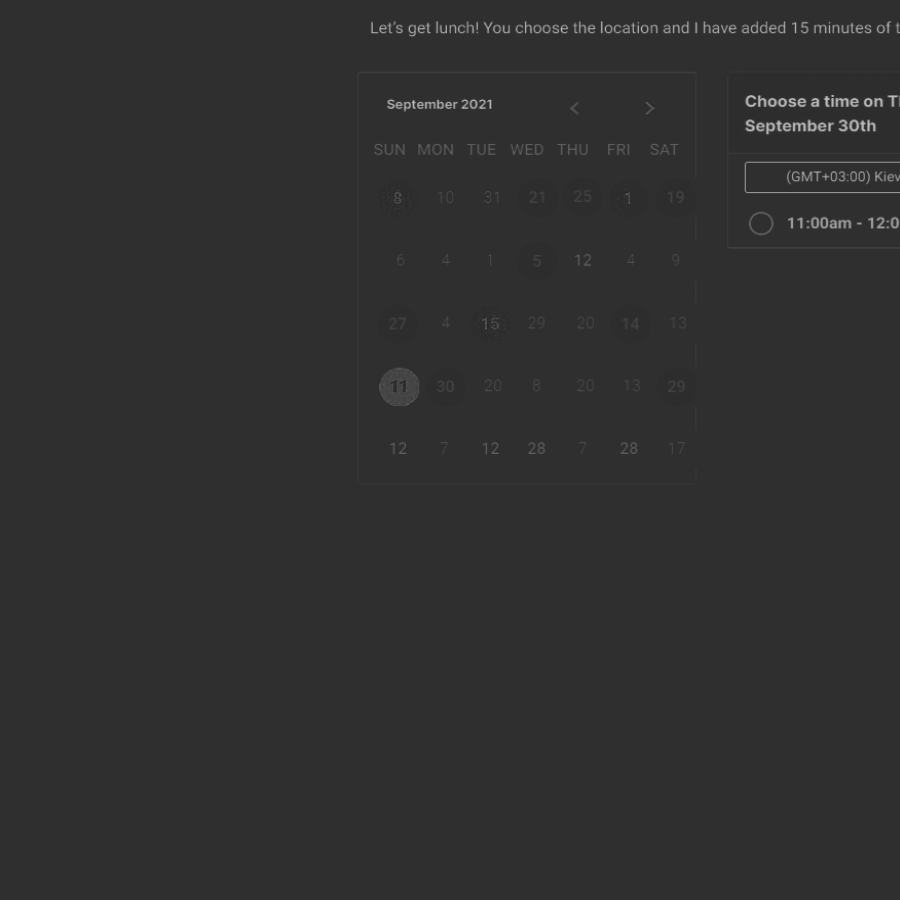 Let's get lunch! You choose the location and I have added 15 minutes of
September 2021
SUN MON TUE WED THU FRI SAT
8 10 31 21 25 1 19
6 4 1 5 12 4 9
27 4 15 29 20 14 13
11 30 20 8 20 13 29
12 7 12 28 7 28 17
Choose a time on
September 30th
(GMT+03:00) Kiev
11:00am - 12:0